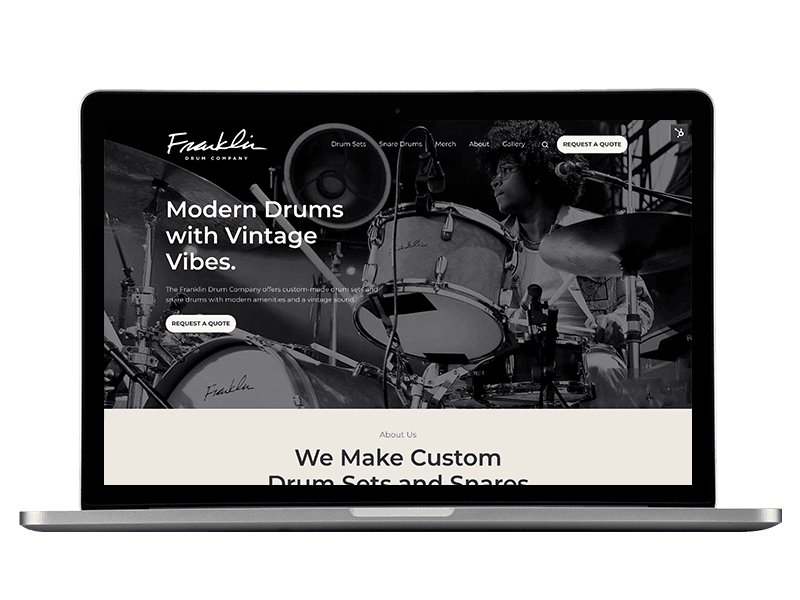 Franklin
DRUM COMPANY
Drum Sets Snare Drums Merch About Gallery REQUEST A QUOTE
Modern Drums
with Vintage
Vibes.
The Franklin Drum Company offers custom-made drum sets and
snare drums with modern amenities and a vintage sound.
REQUEST A QUOTE
Franklin
Franklin
About Us
We Make Custom
Drum Sets and Snares